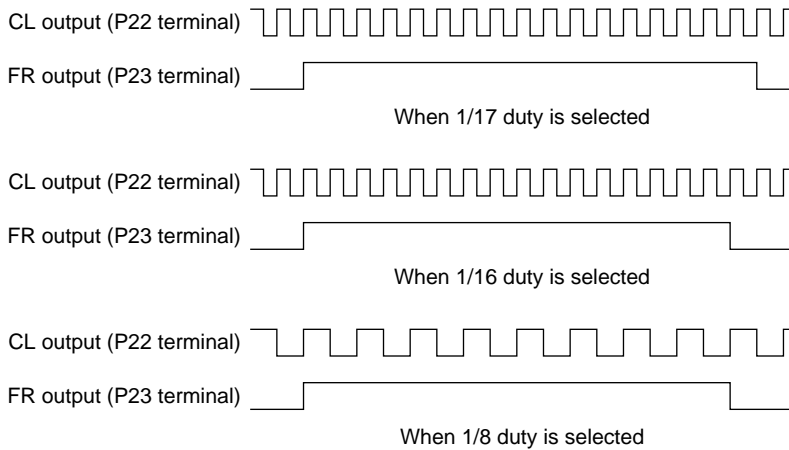 CL output (P22 terminal)
FR output (P23 terminal)
When 1/17 duty is selected
CL output (P22 terminal)
FR output (P23 terminal)
When 1/16 duty is selected
CL output (P22 terminal)
FR output (P23 terminal)
When 1/8 duty is selected